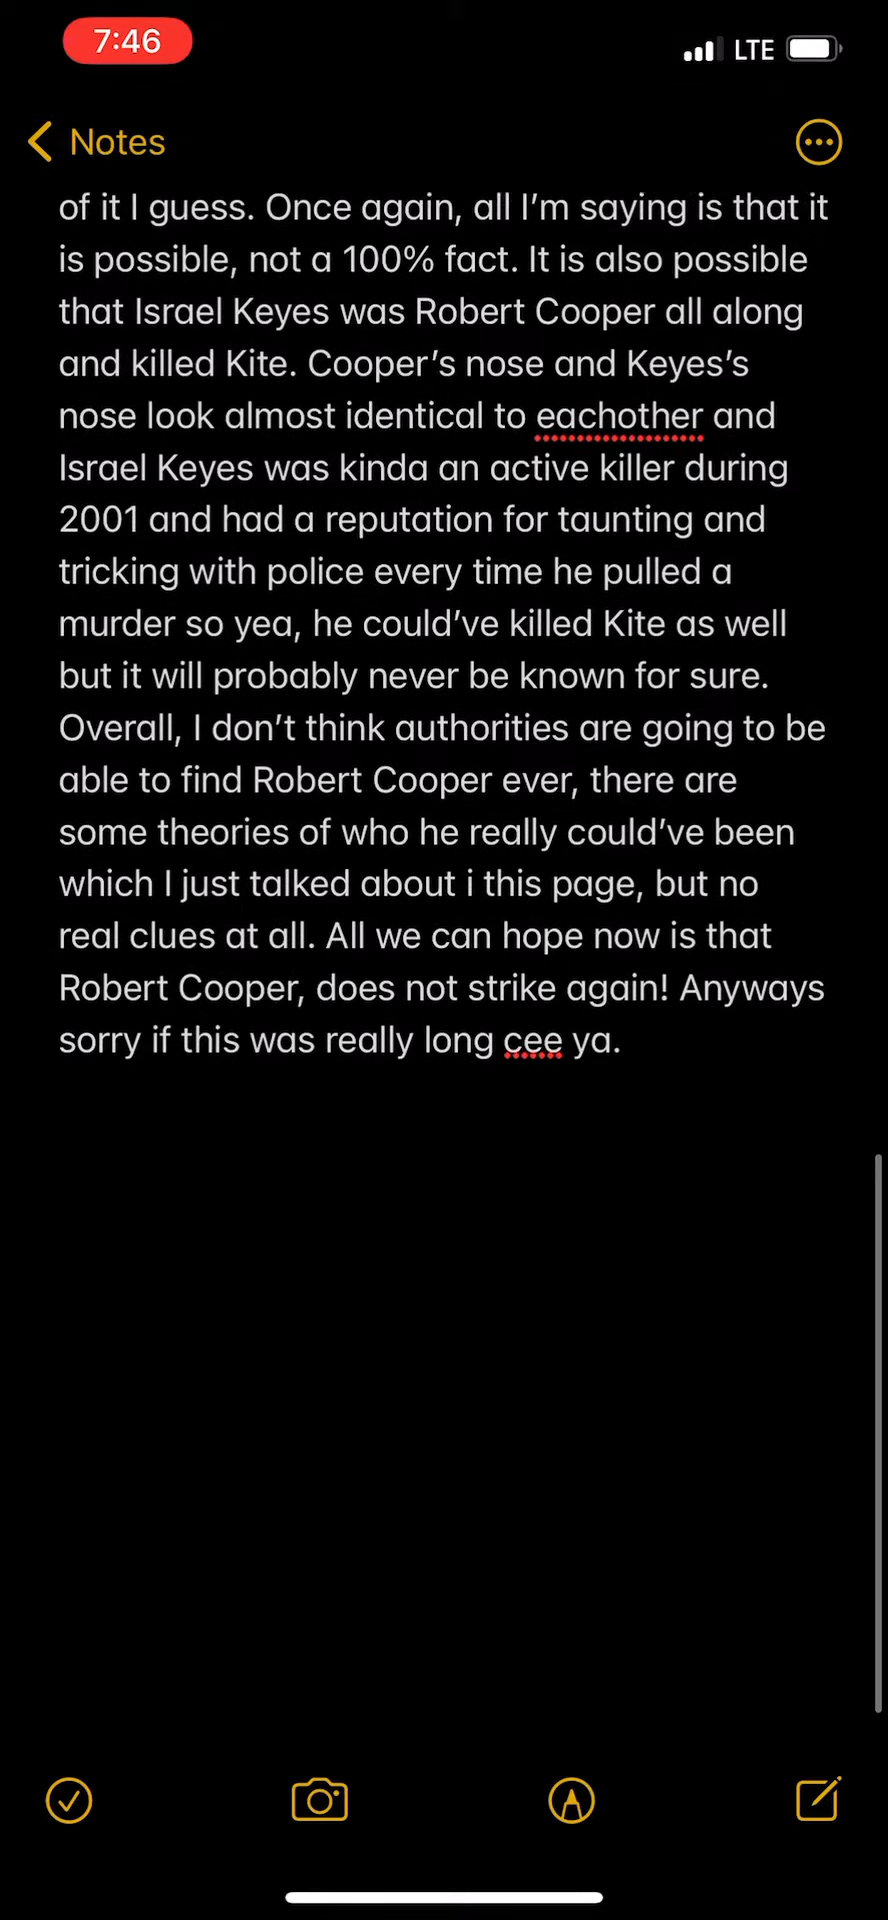 7:46
LTE
Notes
of it I guess. Once again, all I’m saying is that it
is possible, not a 100% fact. It is also possible
that Israel Keyes was Robert Cooper all along
and killed Kite. Cooper’s nose and Keyes’s
nose look almost identical to eachother and
Israel Keyes was kinda an active killer during
2001 and had a reputation for taunting and
tricking with police every time he pulled a
murder so yea, he could’ve killed Kite as well
but it will probably never be known for sure.
Overall, I don’t think authorities are going to be
able to find Robert Cooper ever, there are
some theories of who he really could’ve been
which I just talked about i this page, but no
real clues at all. All we can hope now is that
Robert Cooper, does not strike again! Anyways
sorry if this was really long cee ya.